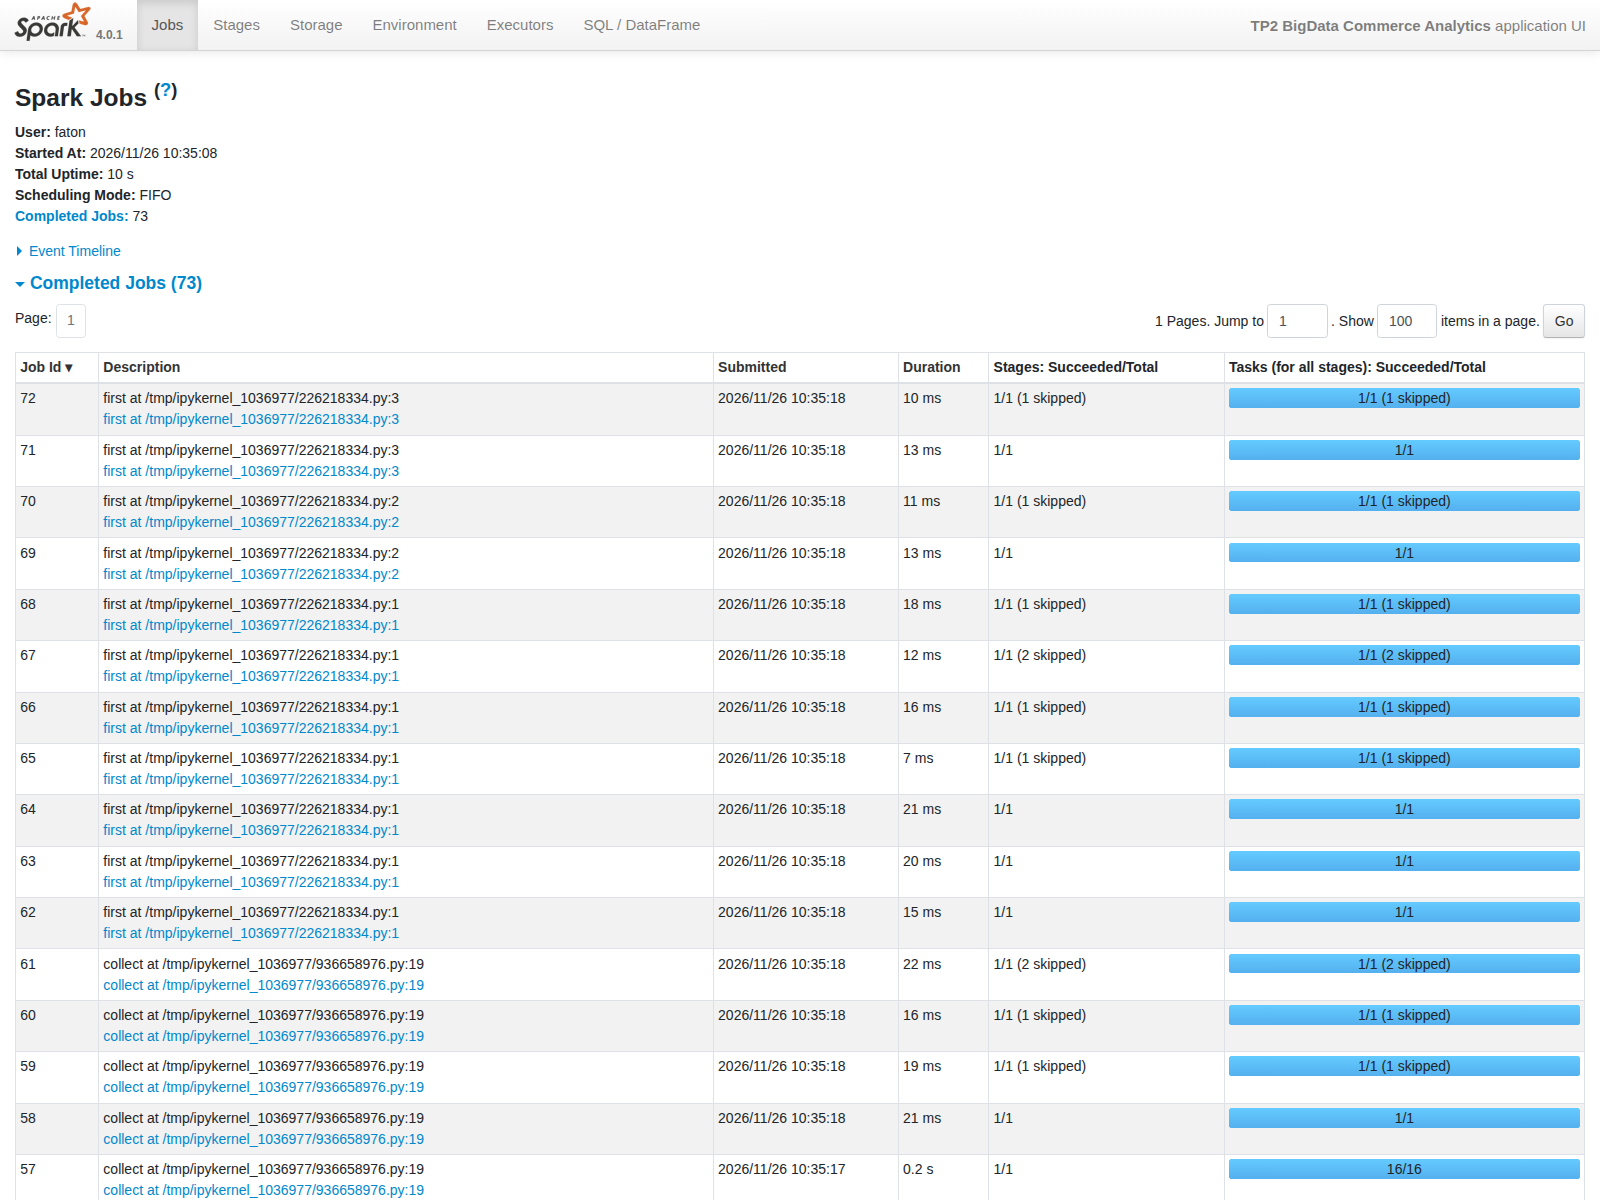 APACHE
Spark 4.0.1 Jobs Stages Storage Environment Executors SQL / DataFrame TP2 BigData Commerce Analytics application UI
Spark Jobs (?)
User: faton
Started At: 2026/11/26 10:35:08
Total Uptime: 10 s
Scheduling Mode: FIFO
Completed Jobs: 73
Event Timeline
Completed Jobs (73)
Page: 1 1 Pages. Jump to 1 . Show 100 items in a page. Go
Job Id ▾ Description Submitted Duration Stages: Succeeded/Total Tasks (for all stages): Succeeded/Total
72 first at /tmp/ipykernel_1036977/226218334.py:3 2026/11/26 10:35:18 10 ms 1/1 (1 skipped) 1/1 (1 skipped)
first at /tmp/ipykernel_1036977/226218334.py:3
71 first at /tmp/ipykernel_1036977/226218334.py:3 2026/11/26 10:35:18 13 ms 1/1 1/1
first at /tmp/ipykernel_1036977/226218334.py:3
70 first at /tmp/ipykernel_1036977/226218334.py:2 2026/11/26 10:35:18 11 ms 1/1 (1 skipped) 1/1 (1 skipped)
first at /tmp/ipykernel_1036977/226218334.py:2
69 first at /tmp/ipykernel_1036977/226218334.py:2 2026/11/26 10:35:18 13 ms 1/1 1/1
first at /tmp/ipykernel_1036977/226218334.py:2
68 first at /tmp/ipykernel_1036977/226218334.py:1 2026/11/26 10:35:18 18 ms 1/1 (1 skipped) 1/1 (1 skipped)
first at /tmp/ipykernel_1036977/226218334.py:1
67 first at /tmp/ipykernel_1036977/226218334.py:1 2026/11/26 10:35:18 12 ms 1/1 (2 skipped) 1/1 (2 skipped)
first at /tmp/ipykernel_1036977/226218334.py:1
66 first at /tmp/ipykernel_1036977/226218334.py:1 2026/11/26 10:35:18 16 ms 1/1 (1 skipped) 1/1 (1 skipped)
first at /tmp/ipykernel_1036977/226218334.py:1
65 first at /tmp/ipykernel_1036977/226218334.py:1 2026/11/26 10:35:18 7 ms 1/1 (1 skipped) 1/1 (1 skipped)
first at /tmp/ipykernel_1036977/226218334.py:1
64 first at /tmp/ipykernel_1036977/226218334.py:1 2026/11/26 10:35:18 21 ms 1/1 1/1
first at /tmp/ipykernel_1036977/226218334.py:1
63 first at /tmp/ipykernel_1036977/226218334.py:1 2026/11/26 10:35:18 20 ms 1/1 1/1
first at /tmp/ipykernel_1036977/226218334.py:1
62 first at /tmp/ipykernel_1036977/226218334.py:1 2026/11/26 10:35:18 15 ms 1/1 1/1
first at /tmp/ipykernel_1036977/226218334.py:1
61 collect at /tmp/ipykernel_1036977/936658976.py:19 2026/11/26 10:35:18 22 ms 1/1 (2 skipped) 1/1 (2 skipped)
collect at /tmp/ipykernel_1036977/936658976.py:19
60 collect at /tmp/ipykernel_1036977/936658976.py:19 2026/11/26 10:35:18 16 ms 1/1 (1 skipped) 1/1 (1 skipped)
collect at /tmp/ipykernel_1036977/936658976.py:19
59 collect at /tmp/ipykernel_1036977/936658976.py:19 2026/11/26 10:35:18 19 ms 1/1 (1 skipped) 1/1 (1 skipped)
collect at /tmp/ipykernel_1036977/936658976.py:19
58 collect at /tmp/ipykernel_1036977/936658976.py:19 2026/11/26 10:35:18 21 ms 1/1 1/1
collect at /tmp/ipykernel_1036977/936658976.py:19
57 collect at /tmp/ipykernel_1036977/936658976.py:19 2026/11/26 10:35:17 0.2 s 1/1 16/16
collect at /tmp/ipykernel_1036977/936658976.py:19